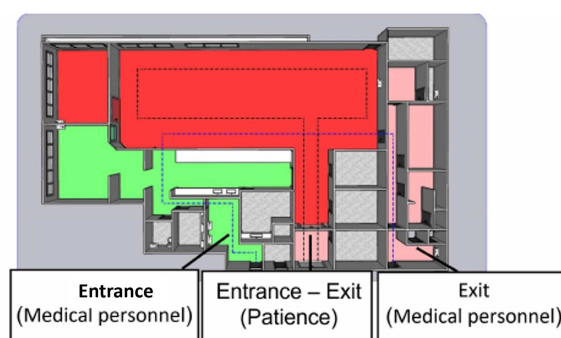 Entrance
(Medical personnel)
Entrance – Exit
(Patience)
Exit
(Medical personnel)